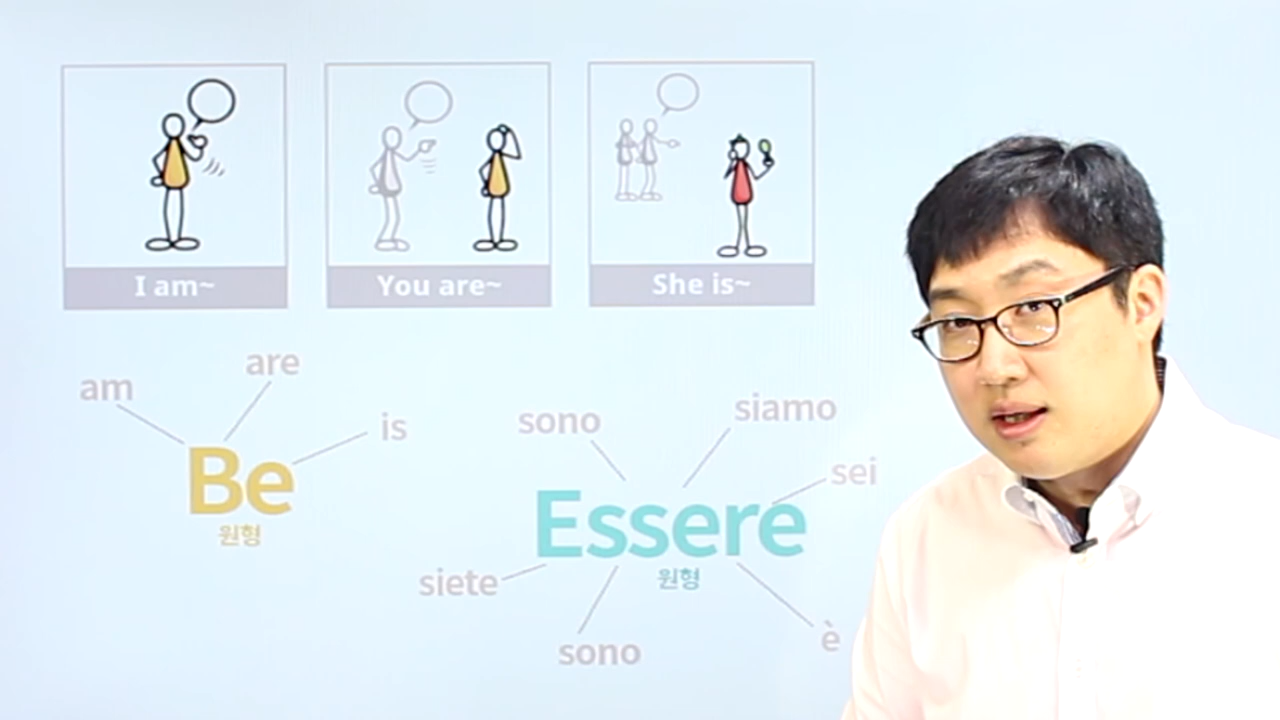 I am~
You are~
She is~
am
are
is
Be
원형
sono
siamo
sei
Essere
원형
siete
sono
è